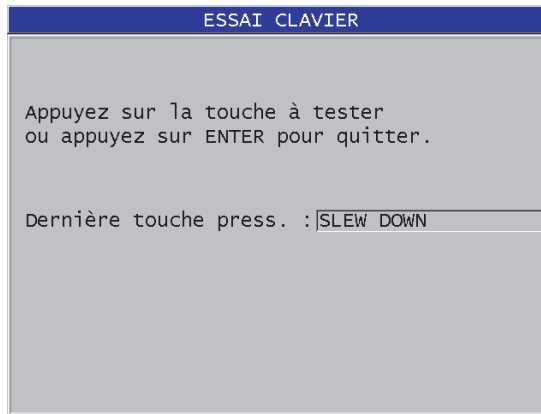 ESSAI CLAVIER
Appuyez sur la touche à tester
ou appuyez sur ENTER pour quitter.
Dernière touche press. : SLEW DOWN